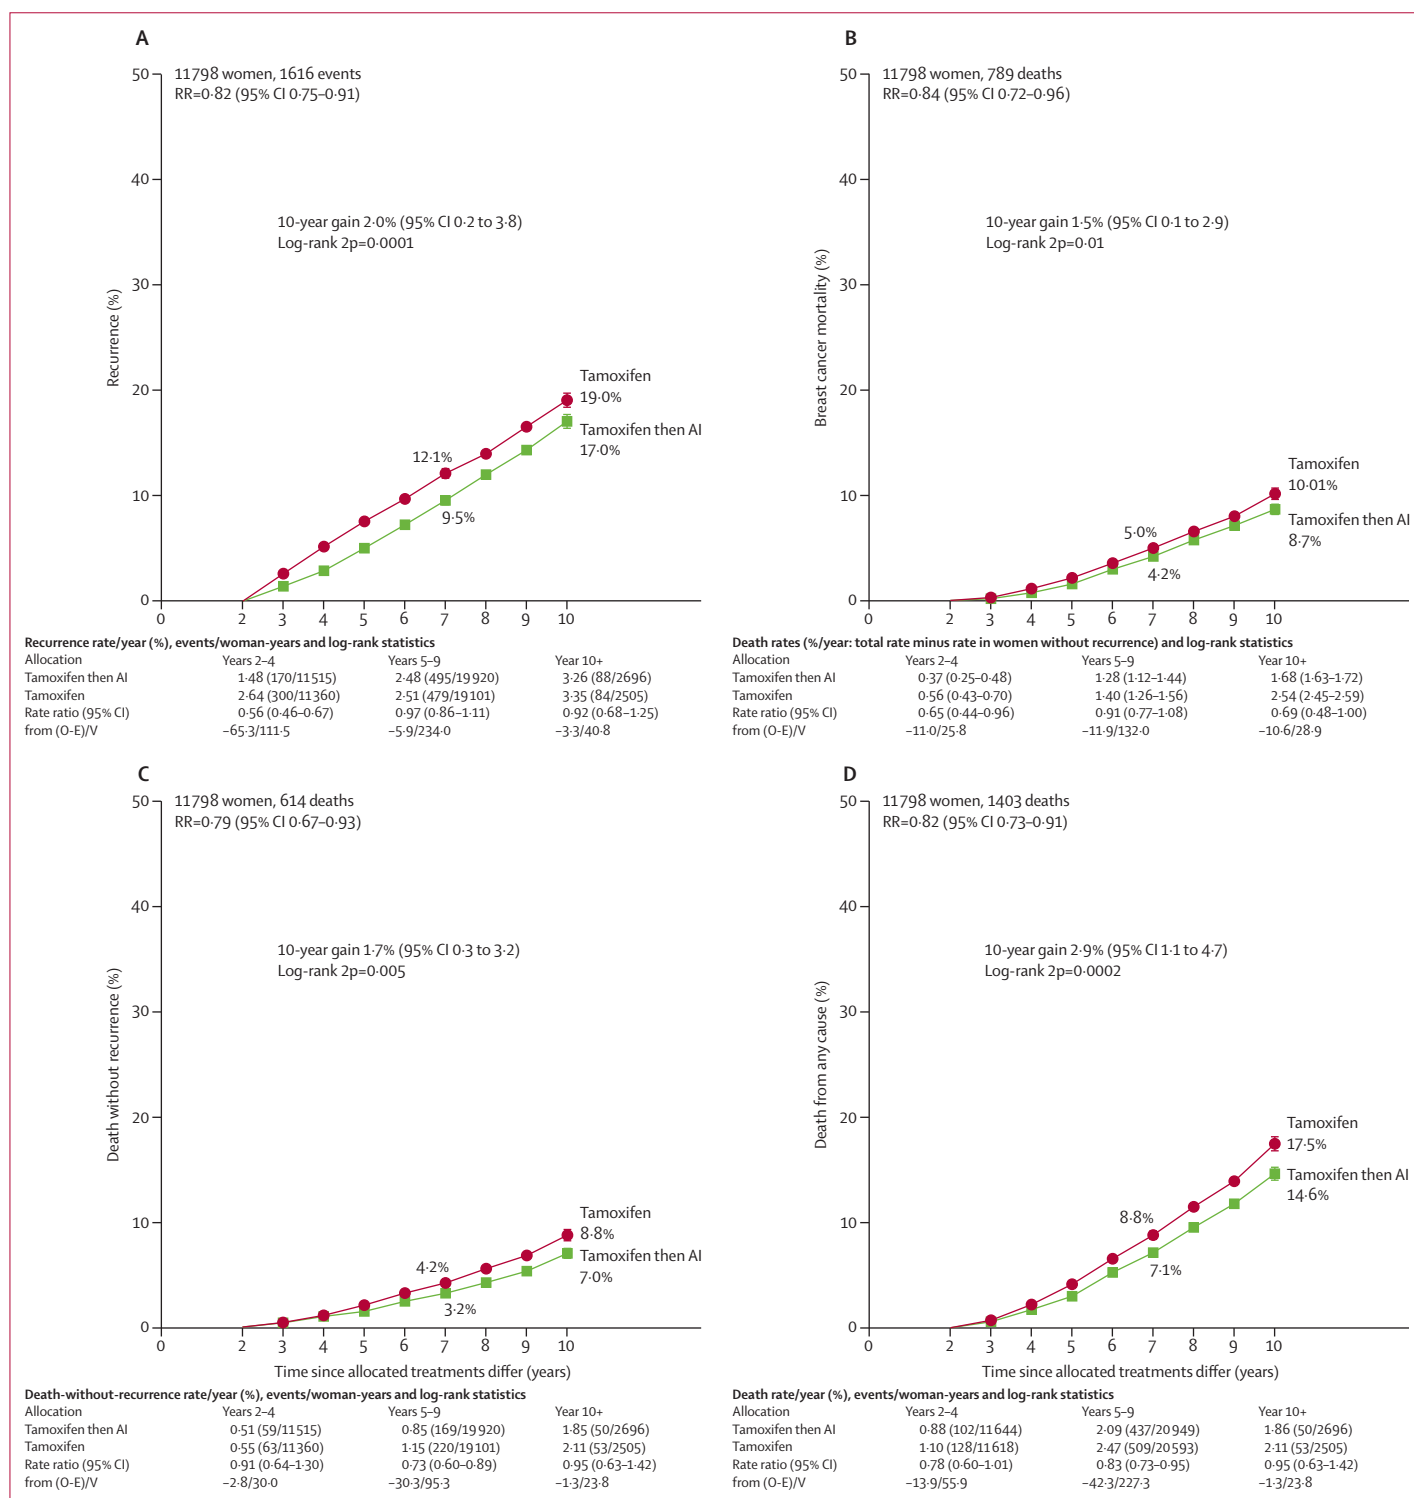 A
11798 women, 1616 events
RR=0·82 (95% CI 0·75–0·91)
50
40
30
20
10
0
Recurrence (%)
10-year gain 2·0% (95% CI 0·2 to 3·8)
Log-rank 2p=0·0001
Tamoxifen
19·0%
Tamoxifen then AI
17·0%
12·1%
9·5%
0 2 3 4 5 6 7 8 9 10
Recurrence rate/year (%), events/woman-years and log-rank statistics
Allocation Years 2–4 Years 5–9 Year 10+
Tamoxifen then AI 1·48 (170/11 515) 2·48 (495/19 920) 3·26 (88/2696)
Tamoxifen 2·64 (300/11 360) 2·51 (479/19 101) 3·35 (84/2505)
Rate ratio (95% CI) 0·56 (0·46–0·67) 0·97 (0·86–1·11) 0·92 (0·68–1·25)
from (O-E)/V –65·3/111·5 –5·9/234·0 –3·3/40·8
B
11798 women, 789 deaths
RR=0·84 (95% CI 0·72–0·96)
50
40
30
20
10
0
Breast cancer mortality (%)
10-year gain 1·5% (95% CI 0·1 to 2·9)
Log-rank 2p=0·01
Tamoxifen
10·01%
Tamoxifen then AI
8·7%
5·0%
4·2%
0 2 3 4 5 6 7 8 9 10
Death rates (%/year: total rate minus rate in women without recurrence) and log-rank statistics
Allocation Years 2–4 Years 5–9 Year 10+
Tamoxifen then AI 0·37 (0·25–0·48) 1·28 (1·12–1·44) 1·68 (1·63–1·72)
Tamoxifen 0·56 (0·43–0·70) 1·40 (1·26–1·56) 2·54 (2·45–2·59)
Rate ratio (95% CI) 0·65 (0·44–0·96) 0·91 (0·77–1·08) 0·69 (0·48–1·00)
from (O-E)/V –11·0/25·8 –11·9/132·0 –10·6/28·9
C
11798 women, 614 deaths
RR=0·79 (95% CI 0·67–0·93)
50
40
30
20
10
0
Death without recurrence (%)
10-year gain 1·7% (95% CI 0·3 to 3·2)
Log-rank 2p=0·005
Tamoxifen
8·8%
Tamoxifen then AI
7·0%
4·2%
3·2%
0 2 3 4 5 6 7 8 9 10
Time since allocated treatments differ (years)
Death-without-recurrence rate/year (%), events/woman-years and log-rank statistics
Allocation Years 2–4 Years 5–9 Year 10+
Tamoxifen then AI 0·51 (59/11 515) 0·85 (169/19 920) 1·85 (50/2696)
Tamoxifen 0·55 (63/11 360) 1·15 (220/19 101) 2·11 (53/2505)
Rate ratio (95% CI) 0·91 (0·64–1·30) 0·73 (0·60–0·89) 0·95 (0·63–1·42)
from (O-E)/V –2·8/30·0 –30·3/95·3 –1·3/23·8
D
11798 women, 1403 deaths
RR=0·82 (95% CI 0·73–0·91)
50
40
30
20
10
0
Death from any cause (%)
10-year gain 2·9% (95% CI 1·1 to 4·7)
Log-rank 2p=0·0002
Tamoxifen
17·5%
Tamoxifen then AI
14·6%
8·8%
7·1%
0 2 3 4 5 6 7 8 9 10
Time since allocated treatments differ (years)
Death rate/year (%), events/woman-years and log-rank statistics
Allocation Years 2–4 Years 5–9 Year 10+
Tamoxifen then AI 0·88 (102/11 644) 2·09 (437/20 949) 1·86 (50/2696)
Tamoxifen 1·10 (128/11 618) 2·47 (509/20 593) 2·11 (53/2505)
Rate ratio (95% CI) 0·78 (0·60–1·01) 0·83 (0·73–0·95) 0·95 (0·63–1·42)
from (O-E)/V –13·9/55·9 –42·3/227·3 –1·3/23·8